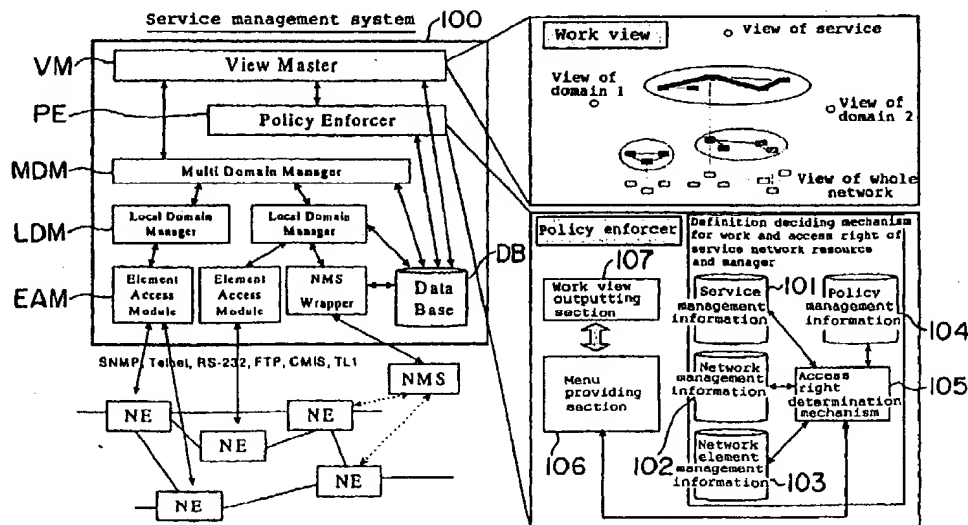 Service management system
100
VM
View Master
PE
Policy Enforcer
MDM
Multi Domain Manager
LDM
Local Domain
Manager
Local Domain
Manager
DB
EAM
Element
Access
Module
Element
Access
Module
NMS
Wrapper
Data
Base
SNMP, Telnet, RS-232, FTP, CMIS, TL1
NMS
NE
NE
NE
NE
NE
Work view
View of service
View of
domain 1
View of
domain 2
View of whole
network
Policy enforcer
Definition deciding mechanism
for work and access right of
service network resource
and manager
107
Work view
outputting
section
101
Service
management
information
Policy
management
information
104
Menu
providing
section
Network
management
information
Access
right
determination
mechanism
105
106
102
Network
element
management
information
103